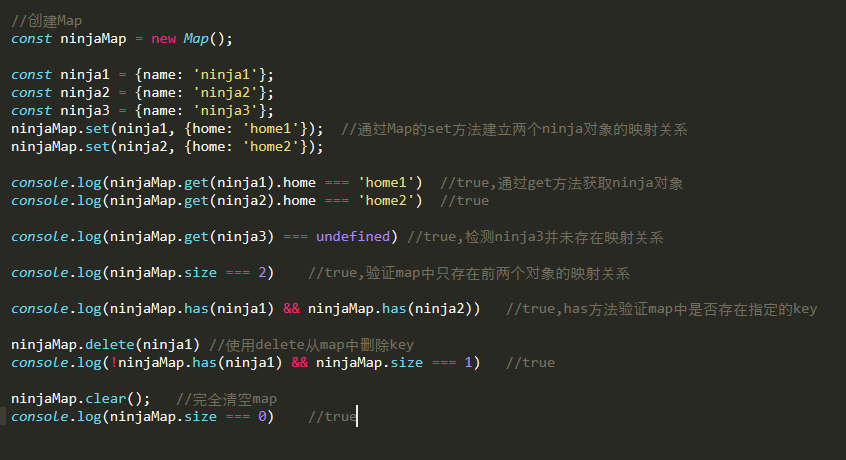 //创建Map
const ninjaMap = new Map();
const ninja1 = {name: 'ninja1'};
const ninja2 = {name: 'ninja2'};
const ninja3 = {name: 'ninja3'};
ninjaMap.set(ninja1, {home: 'home1'});  //通过Map的set方法建立两个ninja对象的映射关系
ninjaMap.set(ninja2, {home: 'home2'});
console.log(ninjaMap.get(ninja1).home === 'home1')  //true,通过get方法获取ninja对象
console.log(ninjaMap.get(ninja2).home === 'home2')  //true
console.log(ninjaMap.get(ninja3) === undefined) //true,检测ninja3并未存在映射关系
console.log(ninjaMap.size === 2)    //true,验证map中只存在前两个对象的映射关系
console.log(ninjaMap.has(ninja1) && ninjaMap.has(ninja2))   //true,has方法验证map中是否存在指定的key
ninjaMap.delete(ninja1) //使用delete从map中删除key
console.log(!ninjaMap.has(ninja1) && ninjaMap.size === 1)   //true
ninjaMap.clear();   //完全清空map
console.log(ninjaMap.size === 0)    //true